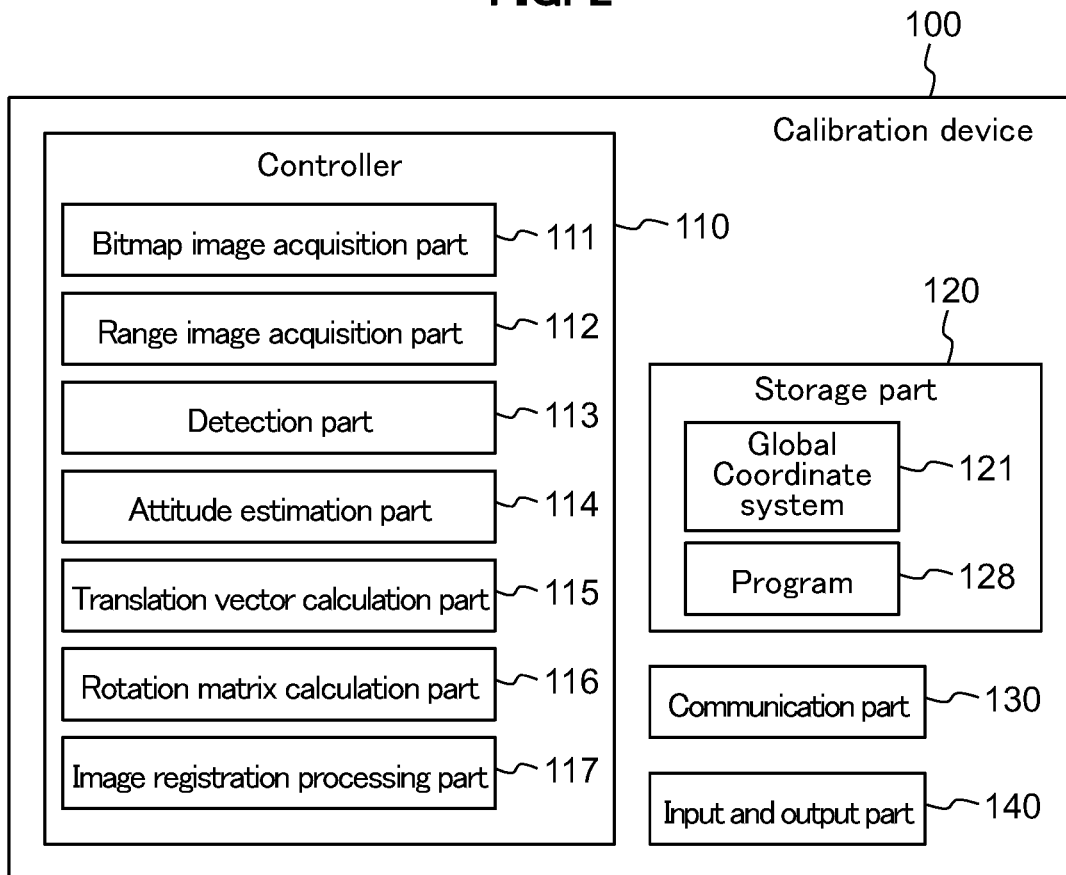 100
Calibration device
Controller
110
Bitmap image acquisition part
111
Range image acquisition part
112
Detection part
113
Attitude estimation part
114
Translation vector calculation part
115
Rotation matrix calculation part
116
Image registration processing part
117
120
Storage part
Global
Coordinate
system
121
Program
128
Communication part
130
Input and output part
140